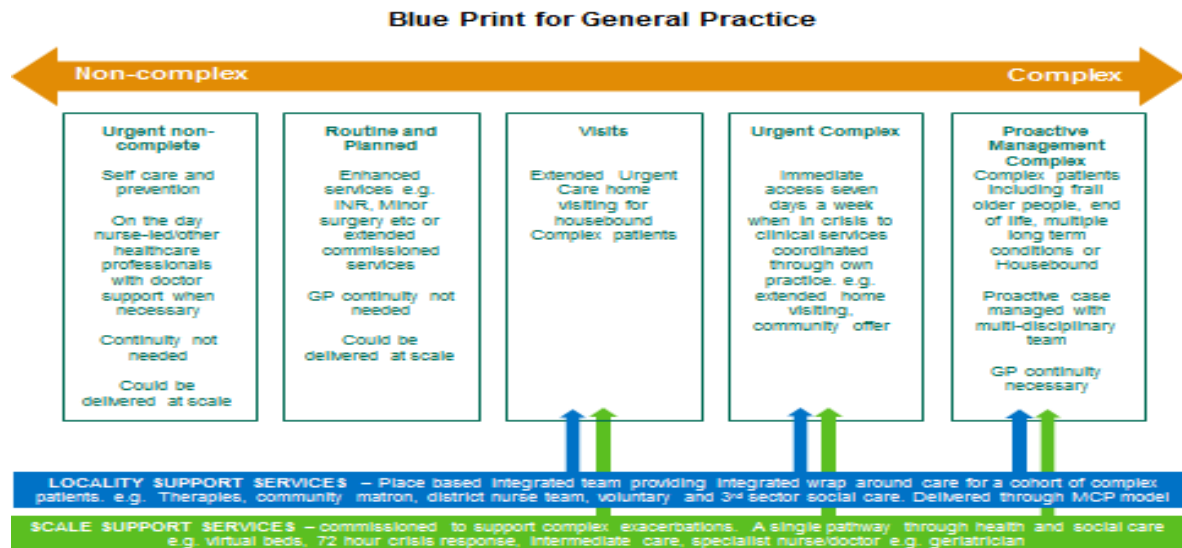 Blue Print for General Practice
Non-complex
Complex
Urgent non-
complete
Self care and
prevention
On the day
nurse-led/other
healthcare
professionals
with doctor
support when
necessary
Continuity not
needed
Could be
delivered at scale
Routine and
Planned
Enhanced
services e.g.
INR, Minor
surgery etc or
extended
commissioned
services
GP continuity not
needed
Could be
delivered at scale
Visits
Extended Urgent
Care home
visiting for
housebound
Complex patients
Urgent Complex
Immediate
access seven
days a week
when in crisis to
clinical services
coordinated
through own
practice. e.g.
extended home
visiting,
community offer
Proactive
Management
Complex
Complex patients
including frail
older people, end
of life, multiple
long term
conditions or
Housebound
Proactive case
managed with
multi-disciplinary
team
GP continuity
necessary
LOCALITY SUPPORT SERVICES – Place based integrated team providing integrated wrap around care for a cohort of complex
patients. e.g. Therapies, community matron, district nurse team, voluntary and 3rd sector social care. Delivered through MCP model
SCALE SUPPORT SERVICES – commissioned to support complex exacerbations. A single pathway through health and social care
e.g. virtual beds, 72 hour crisis response, intermediate care, specialist nurse/doctor e.g. geriatrician